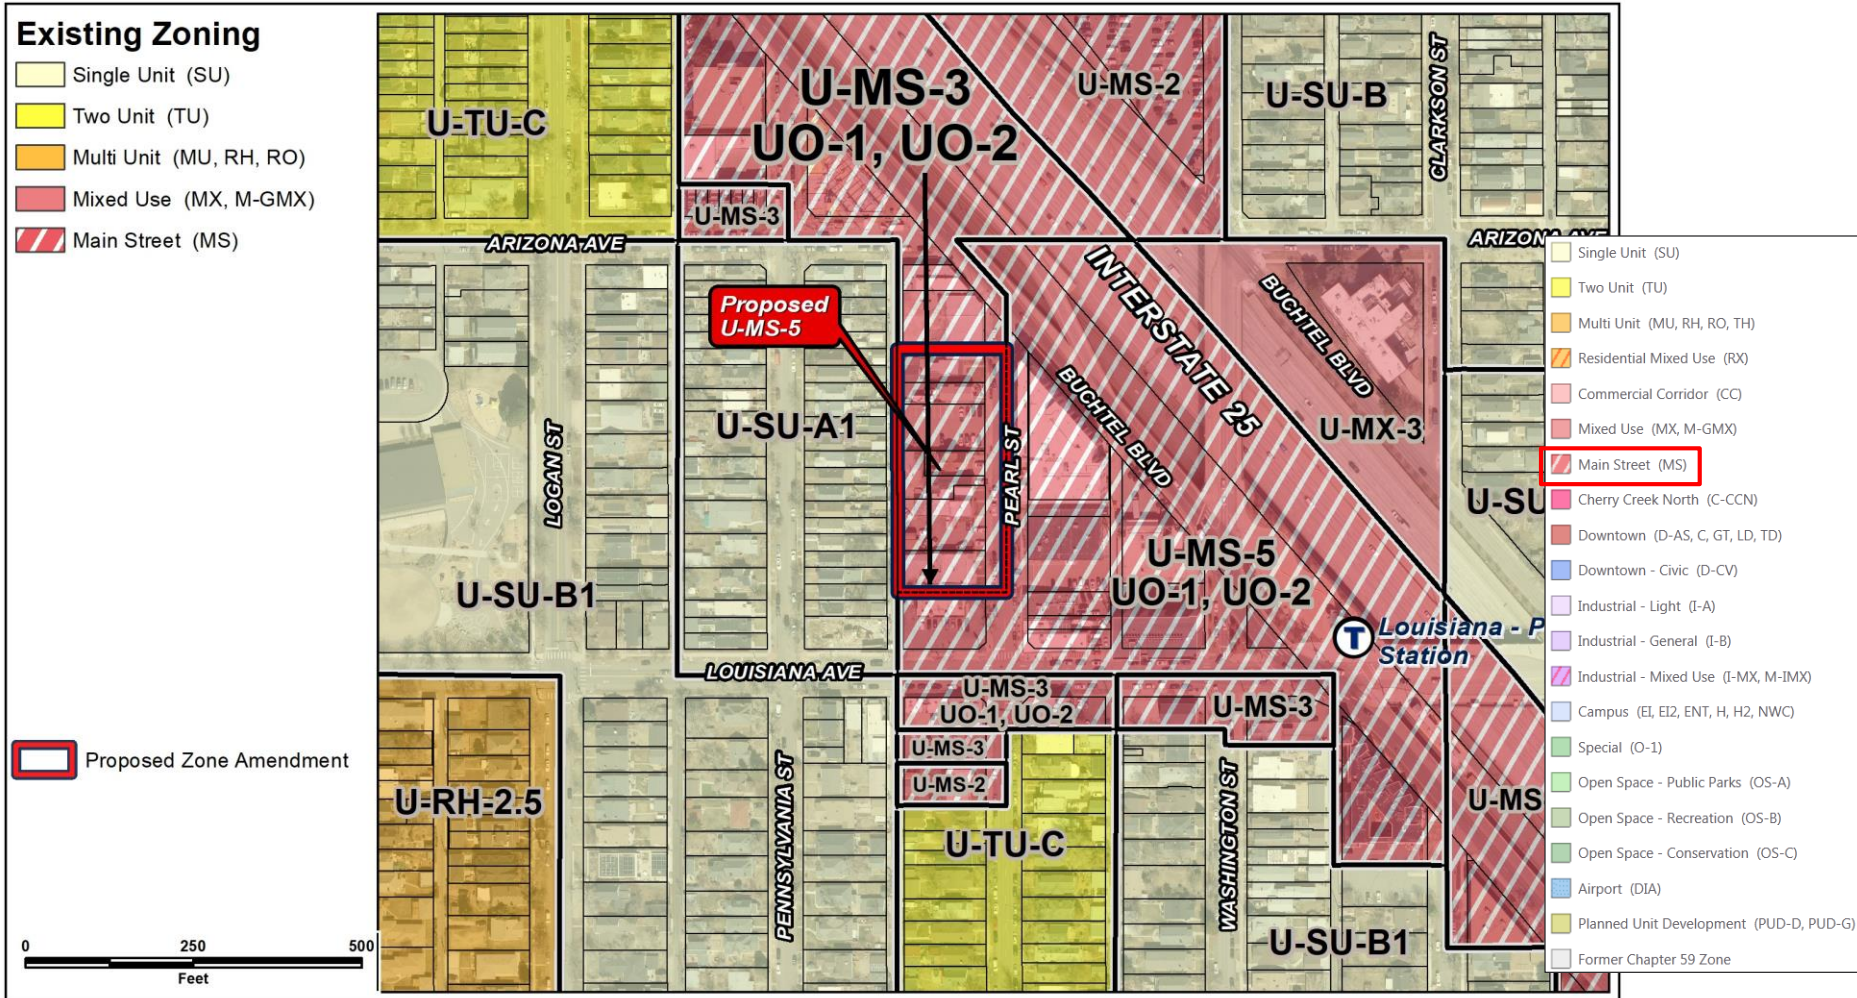 Existing Zoning
Single Unit (SU)
Two Unit (TU)
Multi Unit (MU, RH, RO)
Mixed Use (MX, M-GMX)
Main Street (MS)
Proposed Zone Amendment
0 250 500
Feet
U-TU-C
U-MS-3
UO-1, UO-2
U-MS-2
U-SU-B
CLARKSON ST
U-MS-3
ARIZONA AVE
ARIZONA AVE
Proposed
U-MS-5
INTERSTATE 25
BUCHTEL BLVD
BUCHTEL BLVD
U-MX-3
U-SU-A1
LOGAN ST
PEARL ST
U-SU
U-MS-5
UO-1, UO-2
U-SU-B1
T
Louisiana - P
Station
LOUISIANA AVE
U-MS-3
UO-1, UO-2
U-MS-3
U-MS-3
U-MS-2
U-RH-2.5
PENNSYLVANIA ST
U-TU-C
WASHINGTON ST
U-MS
U-SU-B1
Single Unit (SU)
Two Unit (TU)
Multi Unit (MU, RH, RO, TH)
Residential Mixed Use (RX)
Commercial Corridor (CC)
Mixed Use (MX, M-GMX)
Main Street (MS)
Cherry Creek North (C-CCN)
Downtown (D-AS, C, GT, LD, TD)
Downtown - Civic (D-CV)
Industrial - Light (I-A)
Industrial - General (I-B)
Industrial - Mixed Use (I-MX, M-IMX)
Campus (EI, EI2, ENT, H, H2, NWC)
Special (O-1)
Open Space - Public Parks (OS-A)
Open Space - Recreation (OS-B)
Open Space - Conservation (OS-C)
Airport (DIA)
Planned Unit Development (PUD-D, PUD-G)
Former Chapter 59 Zone